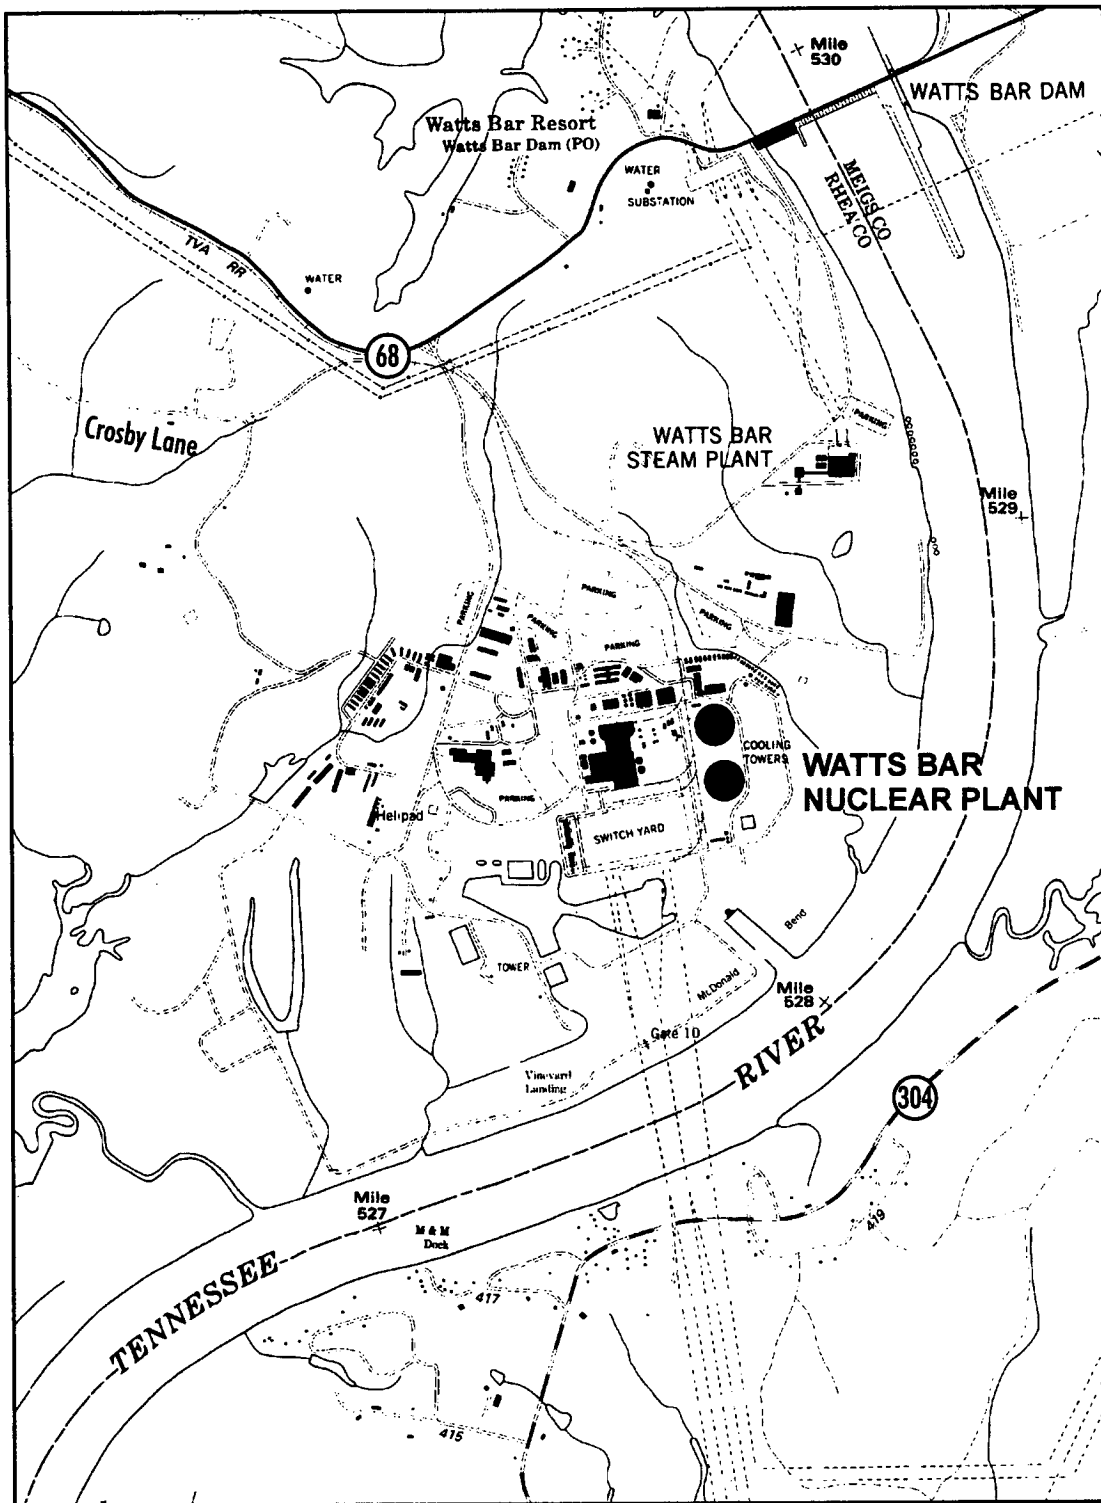 Mile
530
WATTS BAR DAM
Watts Bar Resort
Watts Bar Dam (PO)
WATER
SUBSTATION
MEIGS CO
RHEA CO
TVA RR
WATER
68
Crosby Lane
WATTS BAR
STEAM PLANT
PARKING
Mile
529
PARKING
PARKING
PARKING
PARKING
PARKING
COOLING
TOWERS
WATTS BAR
NUCLEAR PLANT
PARKING
Helipad
SWITCH YARD
Bend
TOWER
McDonald
Mile
528
Gate 10
RIVER
Vineyard
Landing
304
Mile
527
M & M
Dock
419
TENNESSEE
417
415